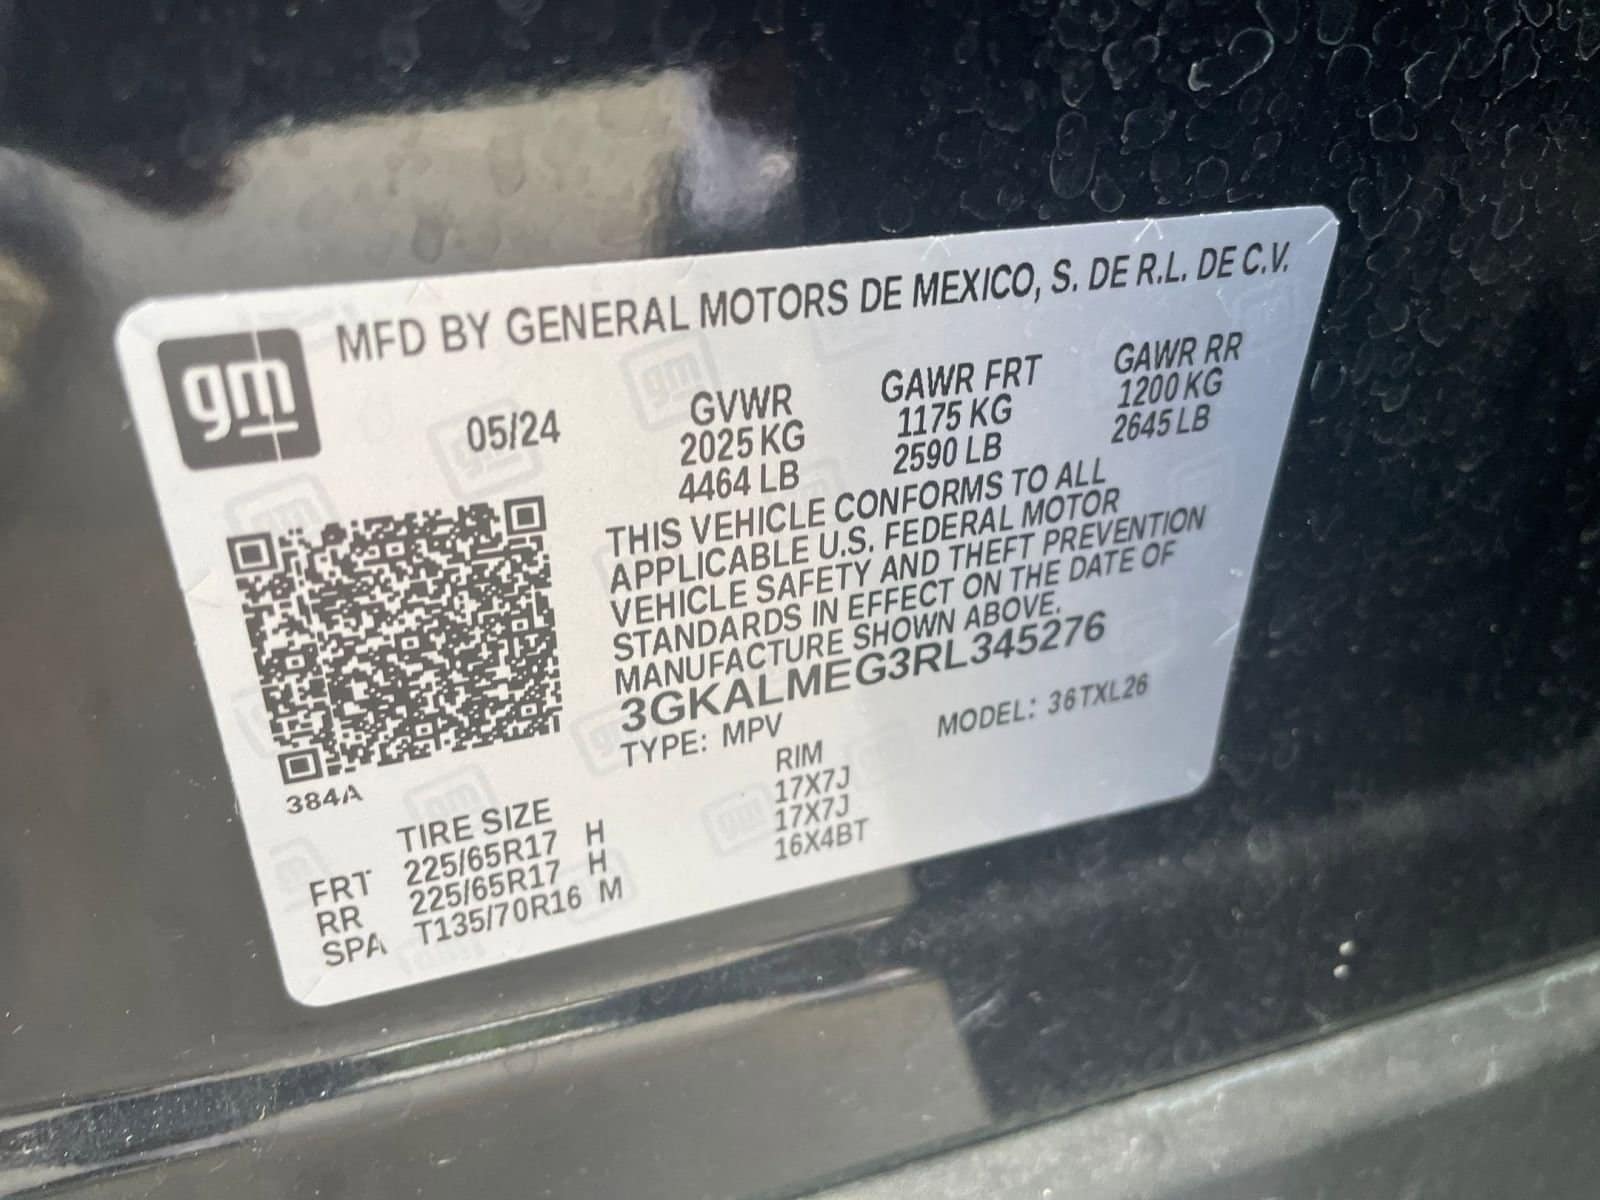 MFD BY GENERAL MOTORS DE MEXICO, S. DE R.L. DE C.V.
gm
05/24
GVWR GAWR FRT GAWR RR
2025 KG 1175 KG 1200 KG
4464 LB 2590 LB 2645 LB
THIS VEHICLE CONFORMS TO ALL
APPLICABLE U.S. FEDERAL MOTOR
VEHICLE SAFETY AND THEFT PREVENTION
STANDARDS IN EFFECT ON THE DATE OF
MANUFACTURE SHOWN ABOVE.
3GKALMEG3RL345276
TYPE: MPV MODEL: 36TXL26
384A
TIRE SIZE RIM
FRT 225/65R17 H 17X7J
RR 225/65R17 H 17X7J
SPA T135/70R16 M 16X4BT